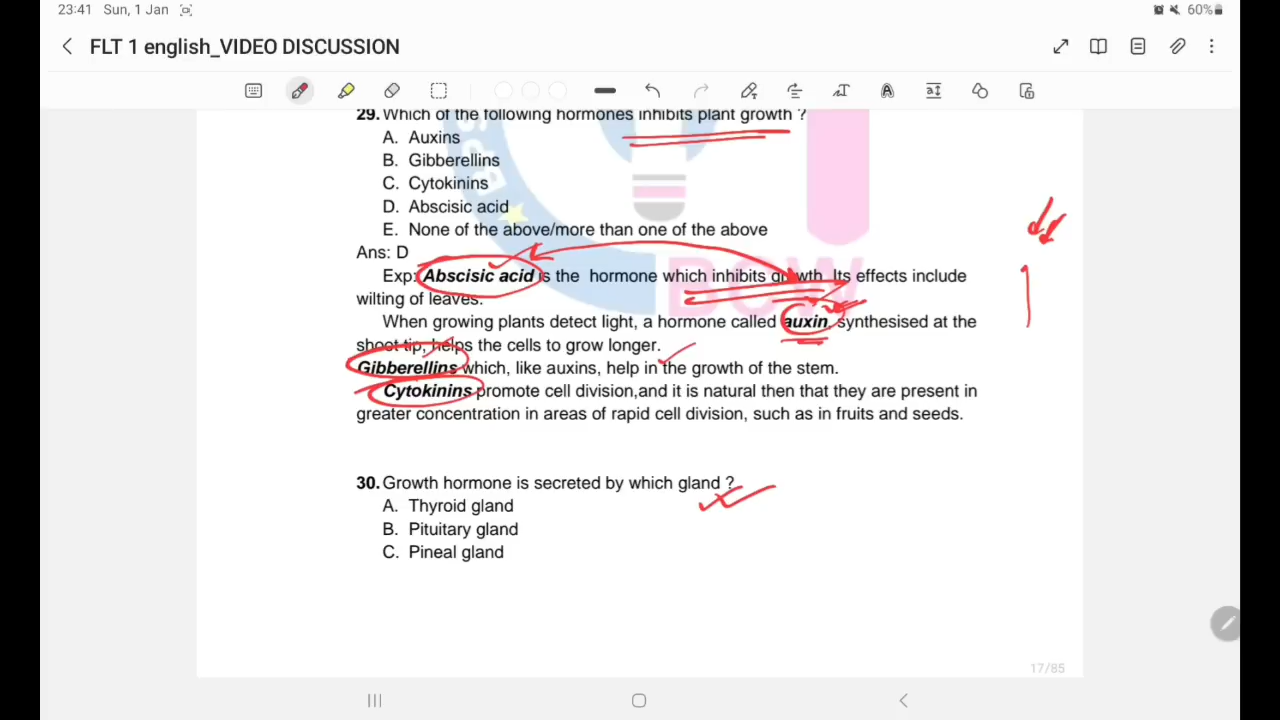 23:41 Sun, 1 Jan
60%
FLT 1 english_VIDEO DISCUSSION
29. Which of the following hormones inhibits plant growth ?
A. Auxins
B. Gibberellins
C. Cytokinins
D. Abscisic acid
E. None of the above/more than one of the above
Ans: D
Exp: Abscisic acid is the hormone which inhibits growth. Its effects include
wilting of leaves.
When growing plants detect light, a hormone called auxin, synthesised at the
shoot tip, helps the cells to grow longer.
Gibberellins which, like auxins, help in the growth of the stem.
Cytokinins promote cell division,and it is natural then that they are present in
greater concentration in areas of rapid cell division, such as in fruits and seeds.
30. Growth hormone is secreted by which gland ?
A. Thyroid gland
B. Pituitary gland
C. Pineal gland
17/85